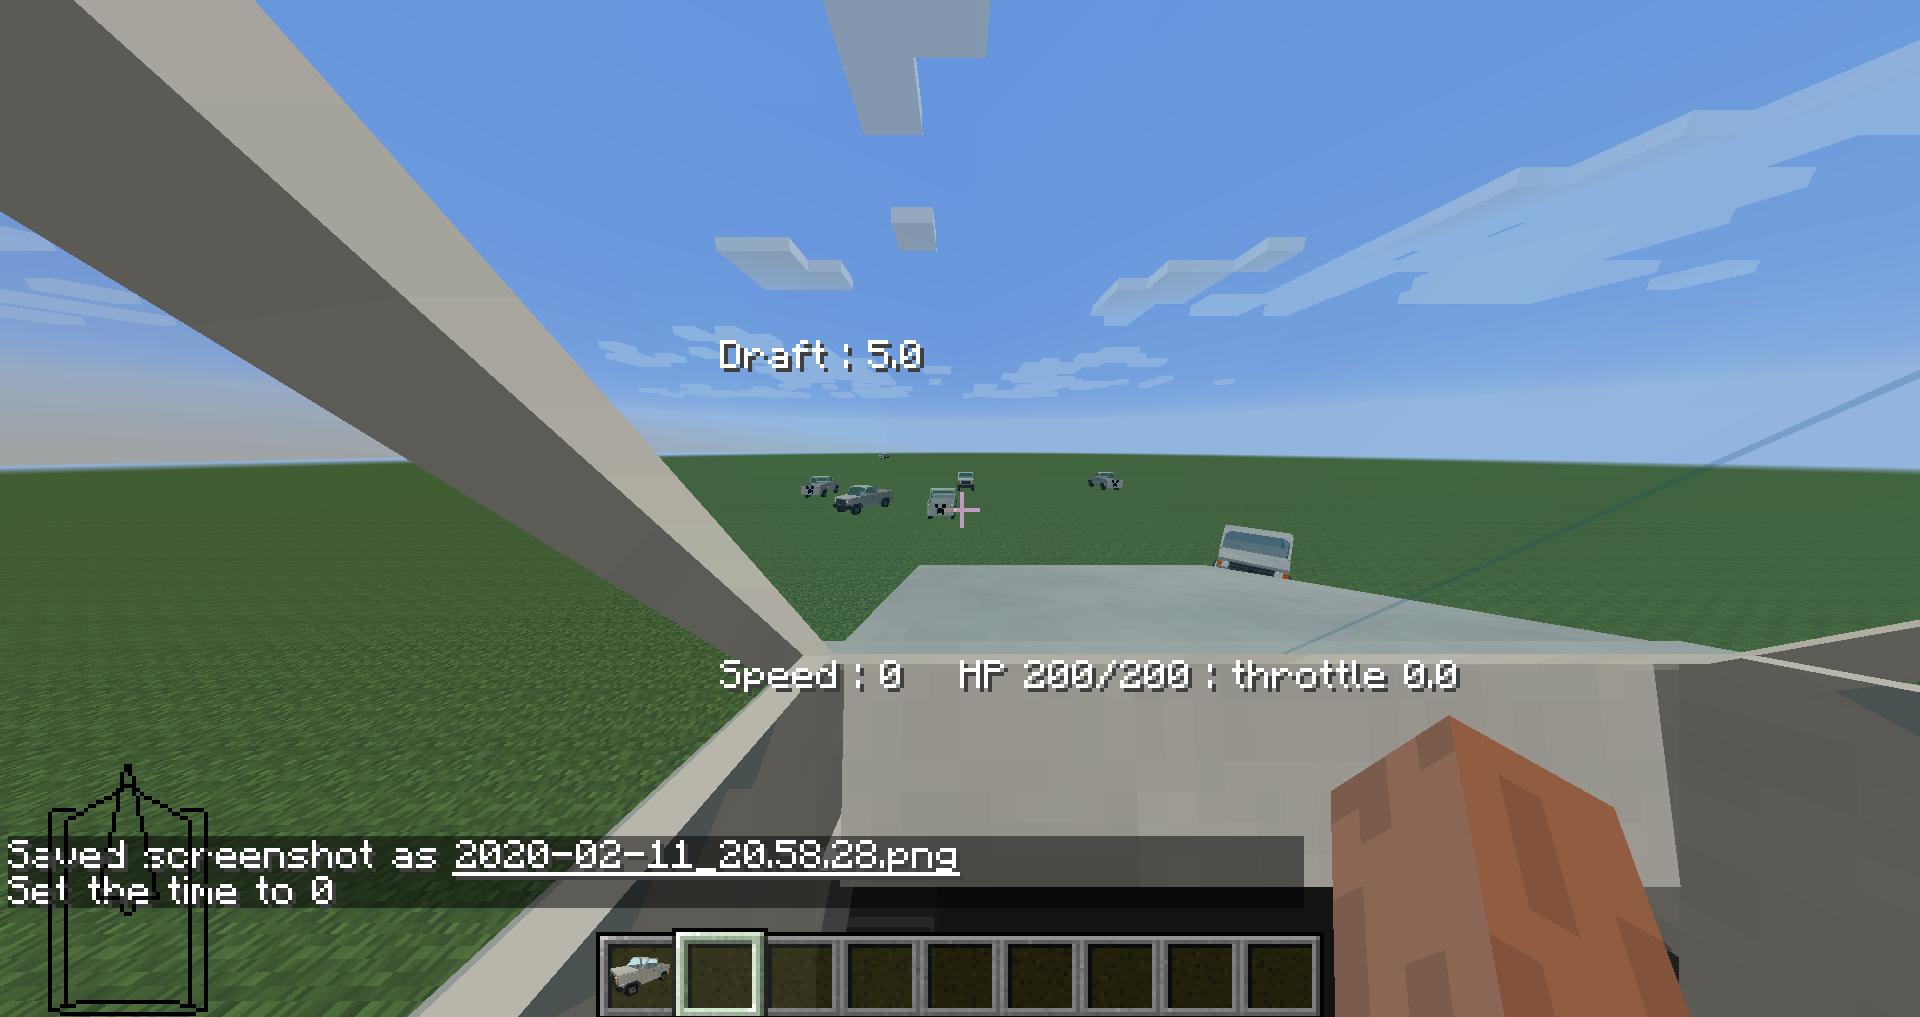 Draft : 5.0
Speed : 0 HP 200/200 : throttle 0.0
Saved screenshot as 2020-02-11_20.58.28.png
Set the time to 0